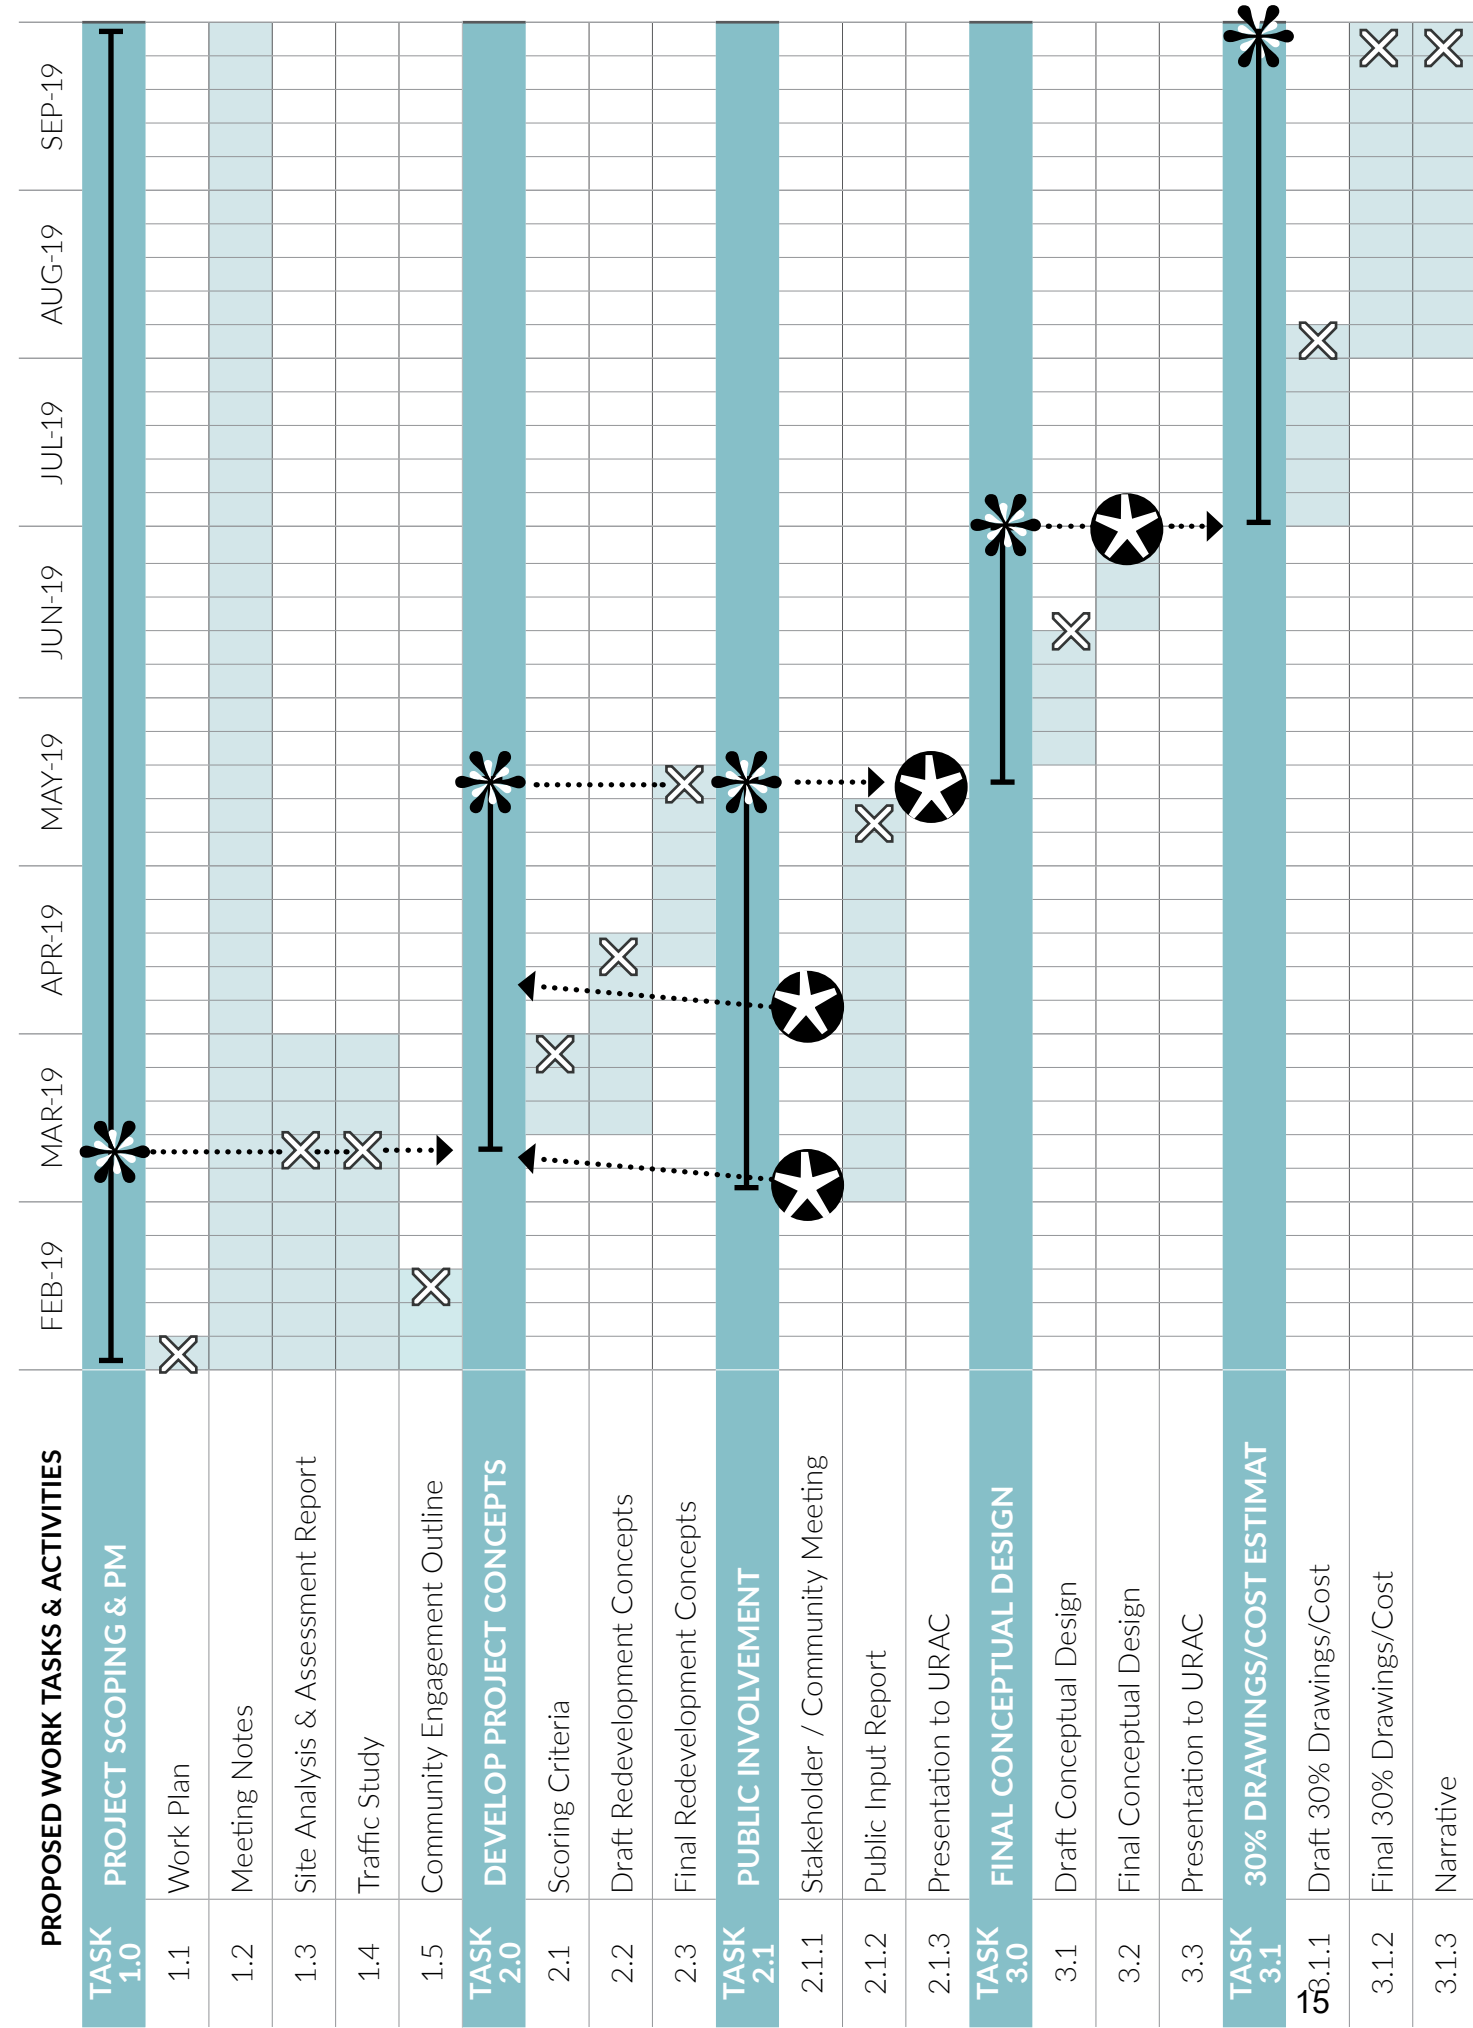 PROPOSED WORK TASKS & ACTIVITIES
FEB-19
MAR-19
APR-19
MAY-19
JUN-19
JUL-19
AUG-19
SEP-19
TASK
1.0
PROJECT SCOPING & PM
1.1
Work Plan
1.2
Meeting Notes
1.3
Site Analysis & Assessment Report
1.4
Traffic Study
1.5
Community Engagement Outline
TASK
2.0
DEVELOP PROJECT CONCEPTS
2.1
Scoring Criteria
2.2
Draft Redevelopment Concepts
2.3
Final Redevelopment Concepts
TASK
2.1
PUBLIC INVOLVEMENT
2.1.1
Stakeholder / Community Meeting
2.1.2
Public Input Report
2.1.3
Presentation to URAC
TASK
3.0
FINAL CONCEPTUAL DESIGN
3.1
Draft Conceptual Design
3.2
Final Conceptual Design
3.3
Presentation to URAC
TASK
3.1
30% DRAWINGS/COST ESTIMAT
3.1.1
Draft 30% Drawings/Cost
3.1.2
Final 30% Drawings/Cost
3.1.3
Narrative
15